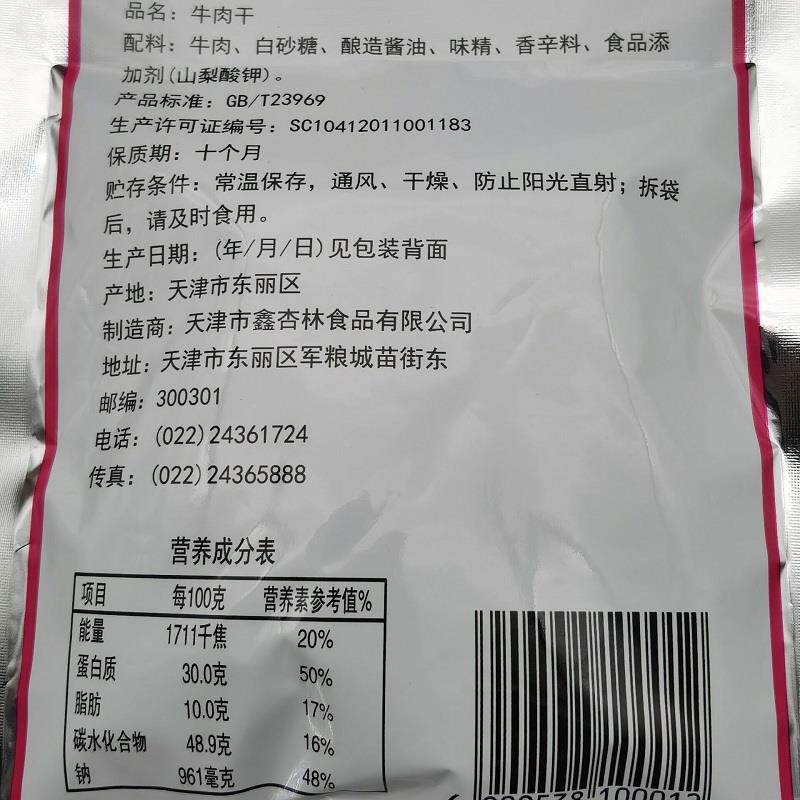 品名：牛肉干
配料：牛肉、白砂糖、酿造酱油、味精、香辛料、食品添
加剂(山梨酸钾)。
产品标准：GB/T23969
生产许可证编号：SC10412011001183
保质期：十个月
贮存条件：常温保存，通风、干燥、防止阳光直射；拆袋
后，请及时食用。
生产日期：(年/月/日)见包装背面
产地：天津市东丽区
制造商：天津市鑫杏林食品有限公司
地址：天津市东丽区军粮城苗街东
邮编：300301
电话：(022)24361724
传真：(022)24365888
营养成分表
项目 每100克 营养素参考值%
能量 1711千焦 20%
蛋白质 30.0克 50%
脂肪 10.0克 17%
碳水化合物 48.9克 16%
钠 961毫克 48%